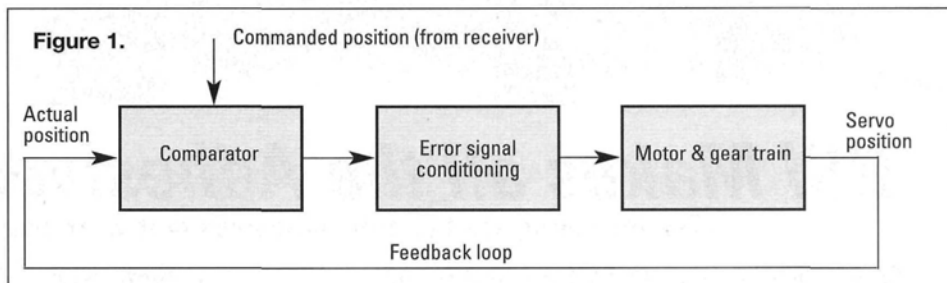 Figure 1.
Commanded position (from receiver)
Actual
position
Comparator
Error signal
conditioning
Motor & gear train
Servo
position
Feedback loop